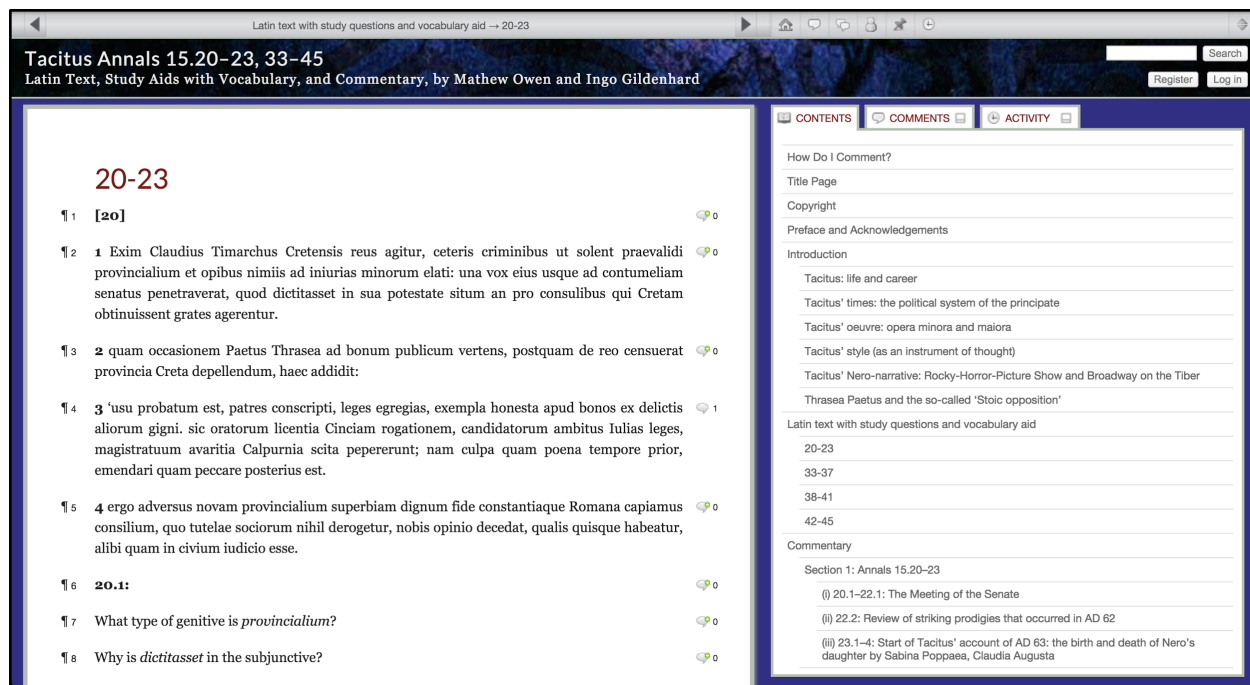 Latin text with study questions and vocabulary aid → 20-23
Tacitus Annals 15.20–23, 33–45
Latin Text, Study Aids with Vocabulary, and Commentary, by Mathew Owen and Ingo Gildenhard
Search
Register
Log in
20-23
¶ 1 [20] 0
¶ 2 1 Exim Claudius Timarchus Cretensis reus agitur, ceteris criminibus ut solent praevalidi 0
provincialium et opibus nimiis ad iniurias minorum elati: una vox eius usque ad contumeliam
senatus penetraverat, quod dictitasset in sua potestate situm an pro consulibus qui Cretam
obtinuissent grates agerentur.
¶ 3 2 quam occasionem Paetus Thrasea ad bonum publicum vertens, postquam de reo censuerat 0
provincia Creta depellendum, haec addidit:
¶ 4 3 ‘usu probatum est, patres conscripti, leges egregias, exempla honesta apud bonos ex delictis 1
aliorum gigni. sic oratorum licentia Cinciam rogationem, candidatorum ambitus Iulias leges,
magistratuum avaritia Calpurnia scita pepererunt; nam culpa quam poena tempore prior,
emendari quam peccare posterius est.
¶ 5 4 ergo adversus novam provincialium superbiam dignum fide constantiaque Romana capiamus 0
consilium, quo tutelae sociorum nihil derogetur, nobis opinio decedat, qualis quisque habeatur,
alibi quam in civium iudicio esse.
¶ 6 20.1: 0
¶ 7 What type of genitive is provincialium? 0
¶ 8 Why is dictitasset in the subjunctive? 0
CONTENTS
COMMENTS
ACTIVITY
How Do I Comment?
Title Page
Copyright
Preface and Acknowledgements
Introduction
Tacitus: life and career
Tacitus’ times: the political system of the principate
Tacitus’ oeuvre: opera minora and maiora
Tacitus’ style (as an instrument of thought)
Tacitus’ Nero-narrative: Rocky-Horror-Picture Show and Broadway on the Tiber
Thrasea Paetus and the so-called ‘Stoic opposition’
Latin text with study questions and vocabulary aid
20-23
33-37
38-41
42-45
Commentary
Section 1: Annals 15.20–23
(i) 20.1–22.1: The Meeting of the Senate
(ii) 22.2: Review of striking prodigies that occurred in AD 62
(iii) 23.1–4: Start of Tacitus’ account of AD 63: the birth and death of Nero’s
daughter by Sabina Poppaea, Claudia Augusta